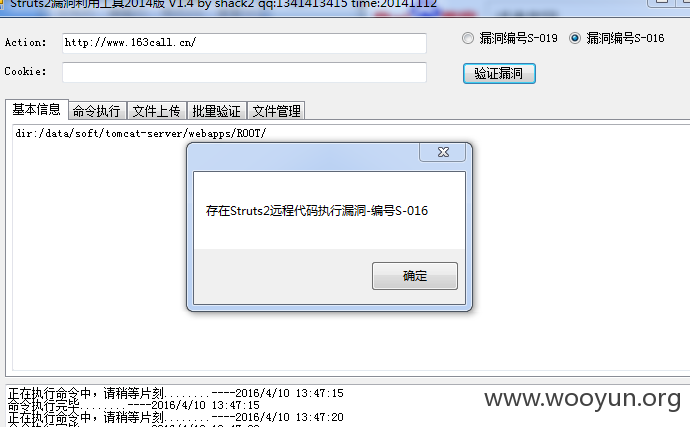 Struts2漏洞利用工具2014版 V1.4 by shack2 qq:1341413415 time:20141112
Action: http://www.163call.cn/ 漏洞编号S-019 漏洞编号S-016
Cookie: 验证漏洞
基本信息 命令执行 文件上传 批量验证 文件管理
dir:/data/soft/tomcat-server/webapps/ROOT/
存在Struts2远程代码执行漏洞-编号S-016
确定
正在执行命令中，请稍等片刻........----2016/4/10 13:47:15
命令执行完毕........----2016/4/10 13:47:15
正在执行命令中，请稍等片刻........----2016/4/10 13:47:20
www.wooyun.org